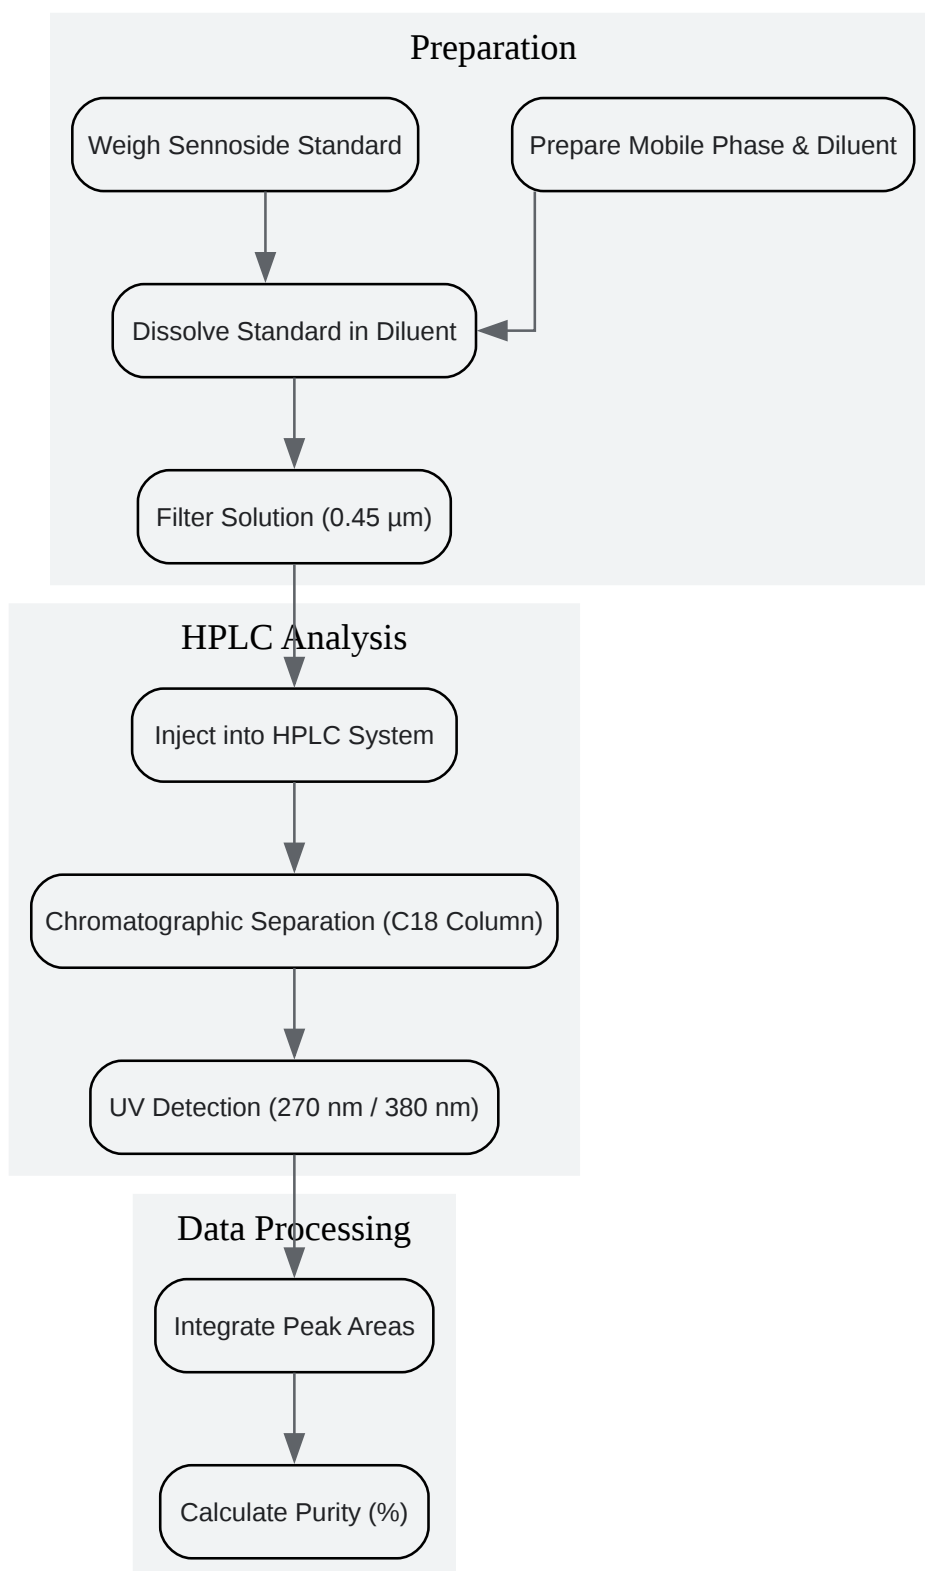 Preparation
Weigh Sennoside Standard
Prepare Mobile Phase & Diluent
Dissolve Standard in Diluent
Filter Solution (0.45 µm)
HPLC Analysis
Inject into HPLC System
Chromatographic Separation (C18 Column)
UV Detection (270 nm / 380 nm)
Data Processing
Integrate Peak Areas
Calculate Purity (%)